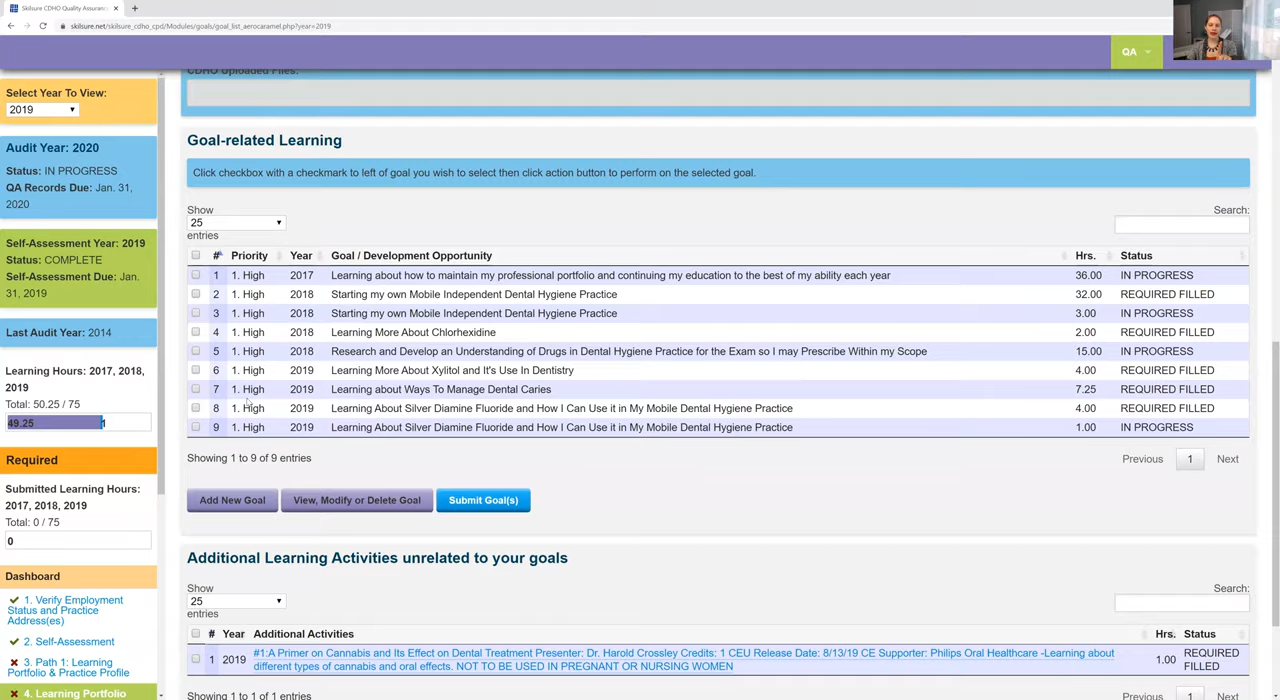 Skilsure CDHO Quality Assuranc
skilsure.net/skilsure_cdho_cpd/Modules/goals/goal_list_aerocaramel.php?year=2019
QA
CDHO Uploaded Files:
Select Year To View:
2019
Audit Year: 2020
Status: IN PROGRESS
QA Records Due: Jan. 31,
2020
Self-Assessment Year: 2019
Status: COMPLETE
Self-Assessment Due: Jan.
31, 2019
Last Audit Year: 2014
Learning Hours: 2017, 2018,
2019
Total: 50.25 / 75
49.25 1
Required
Submitted Learning Hours:
2017, 2018, 2019
Total: 0 / 75
0
Dashboard
1. Verify Employment
Status and Practice
Address(es)
2. Self-Assessment
3. Path 1: Learning
Portfolio & Practice Profile
4. Learning Portfolio
Goal-related Learning
Click checkbox with a checkmark to left of goal you wish to select then click action button to perform on the selected goal.
Show
25
entries
Search:
# Priority Year Goal / Development Opportunity Hrs. Status
1 1. High 2017 Learning about how to maintain my professional portfolio and continuing my education to the best of my ability each year 36.00 IN PROGRESS
2 1. High 2018 Starting my own Mobile Independent Dental Hygiene Practice 32.00 REQUIRED FILLED
3 1. High 2018 Starting my own Mobile Independent Dental Hygiene Practice 3.00 IN PROGRESS
4 1. High 2018 Learning More About Chlorhexidine 2.00 REQUIRED FILLED
5 1. High 2018 Research and Develop an Understanding of Drugs in Dental Hygiene Practice for the Exam so I may Prescribe Within my Scope 15.00 IN PROGRESS
6 1. High 2019 Learning More About Xylitol and It's Use In Dentistry 4.00 REQUIRED FILLED
7 1. High 2019 Learning about Ways To Manage Dental Caries 7.25 REQUIRED FILLED
8 1. High 2019 Learning About Silver Diamine Fluoride and How I Can Use it in My Mobile Dental Hygiene Practice 4.00 REQUIRED FILLED
9 1. High 2019 Learning About Silver Diamine Fluoride and How I Can Use it in My Mobile Dental Hygiene Practice 1.00 IN PROGRESS
Showing 1 to 9 of 9 entries
Previous 1 Next
Add New Goal View, Modify or Delete Goal Submit Goal(s)
Additional Learning Activities unrelated to your goals
Show
25
entries
Search:
# Year Additional Activities Hrs. Status
1 2019 #1:A Primer on Cannabis and Its Effect on Dental Treatment Presenter: Dr. Harold Crossley Credits: 1 CEU Release Date: 8/13/19 CE Supporter: Philips Oral Healthcare -Learning about
different types of cannabis and oral effects. NOT TO BE USED IN PREGNANT OR NURSING WOMEN 1.00 REQUIRED
FILLED
Showing 1 to 1 of 1 entries
Previous 1 Next